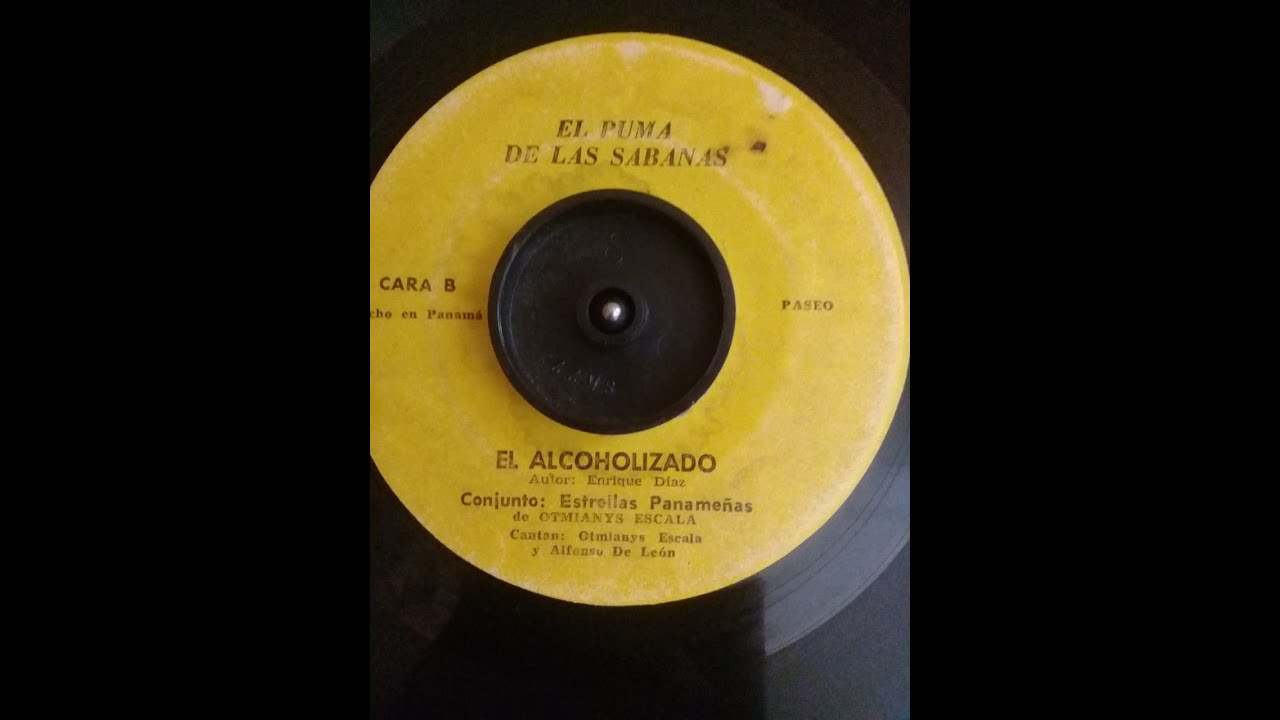 EL PUMA
DE LAS SABANAS
CARA B
cho en Panamá
PASEO
EL ALCOHOLIZADO
Autor: Enrique Díaz
Conjunto: Estrellas Panameñas
de OTMIANYS ESCALA
Cantan: Otmianys Escala
y Alfonso De León